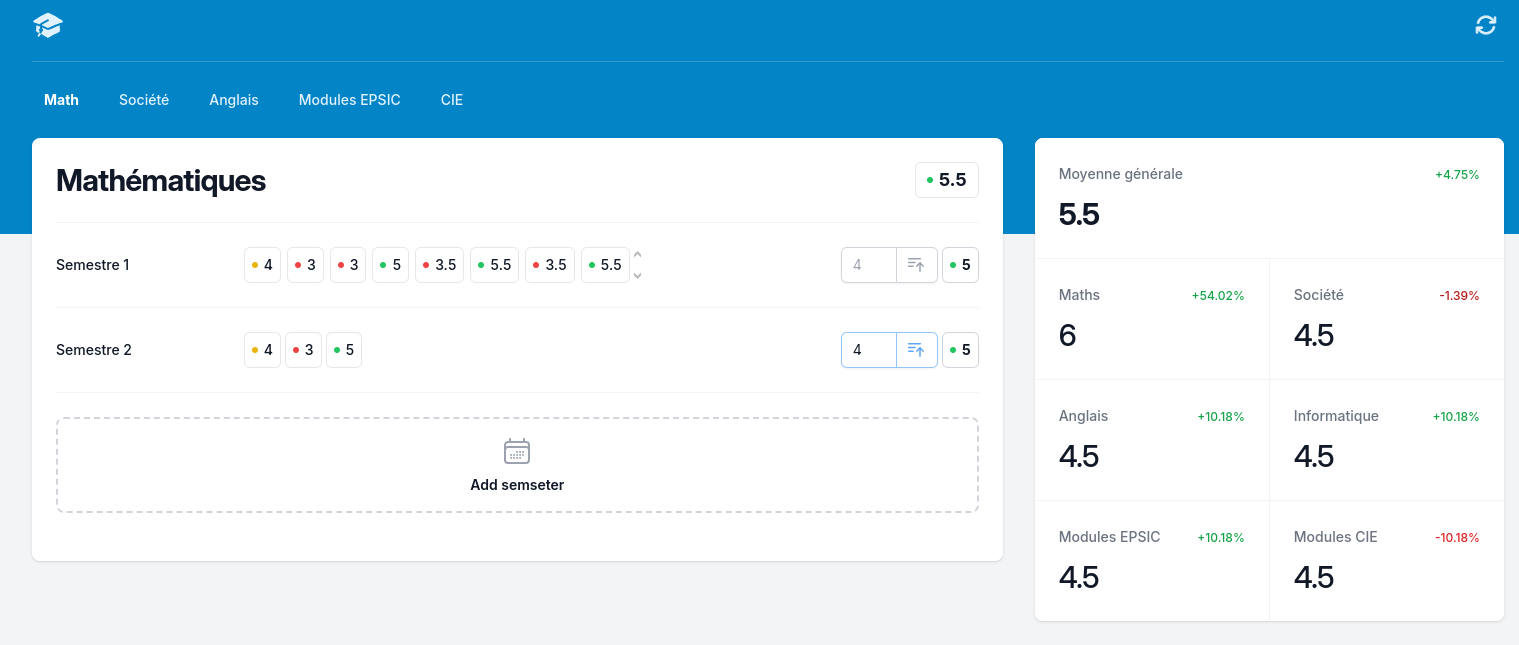 Math Société Anglais Modules EPSIC CIE
Mathématiques 5.5
Semestre 1 4 3 3 5 3.5 5.5 3.5 5.5 4 5
Semestre 2 4 3 5 4 5
Add semseter
Moyenne générale +4.75%
5.5
Maths +54.02%
6
Société -1.39%
4.5
Anglais +10.18%
4.5
Informatique +10.18%
4.5
Modules EPSIC +10.18%
4.5
Modules CIE -10.18%
4.5